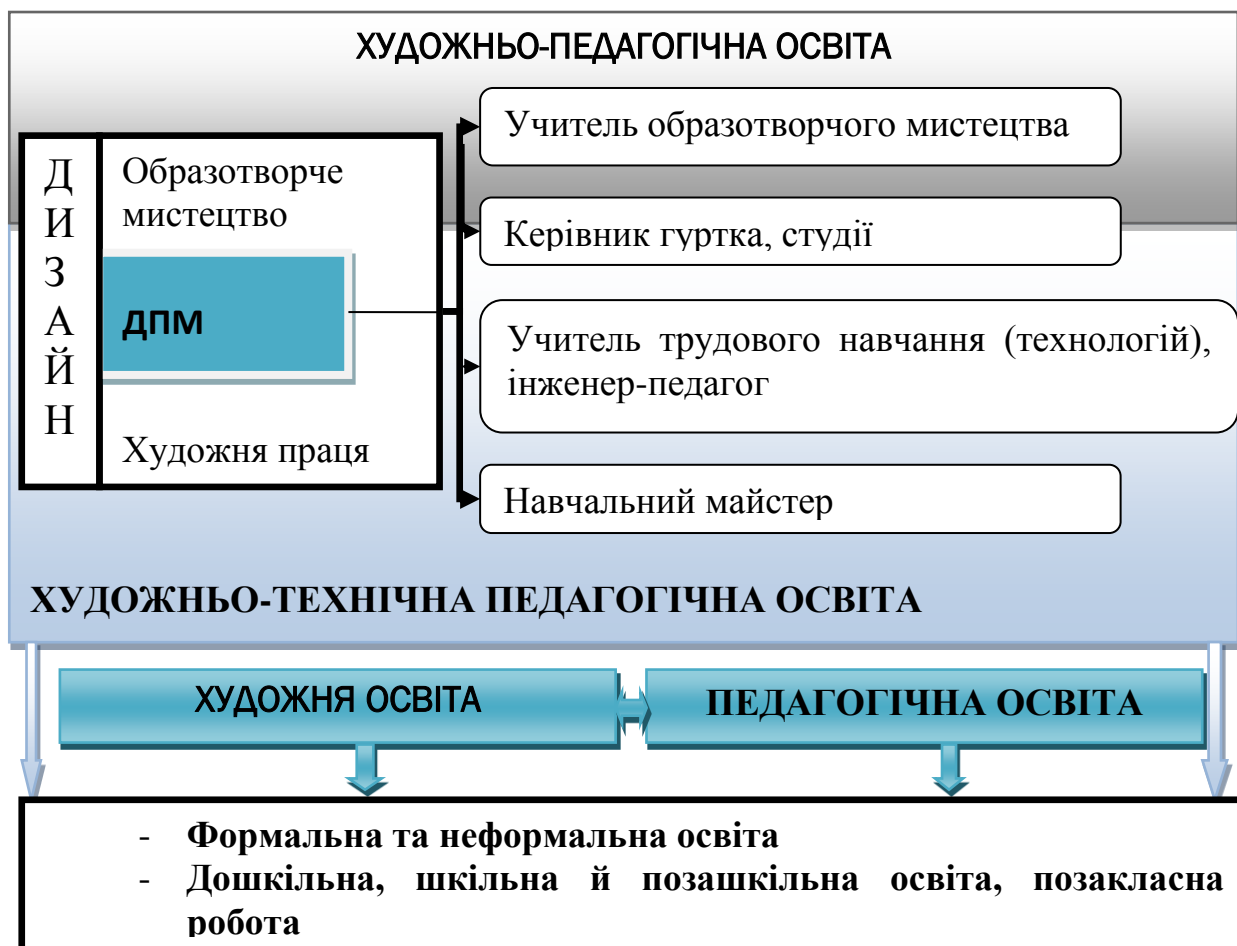 ХУДОЖНЬО-ПЕДАГОГІЧНА ОСВІТА
ДИЗАЙН
Образотворче
мистецтво
ДПМ
Художня праця
Учитель образотворчого мистецтва
Керівник гуртка, студії
Учитель трудового навчання (технологій),
інженер-педагог
Навчальний майстер
ХУДОЖНЬО-ТЕХНІЧНА ПЕДАГОГІЧНА ОСВІТА
ХУДОЖНЯ ОСВІТА
ПЕДАГОГІЧНА ОСВІТА
- Формальна та неформальна освіта
- Дошкільна, шкільна й позашкільна освіта, позакласна
робота